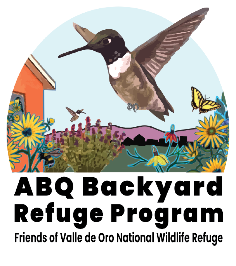 ABQ Backyard
Refuge Program
Friends of Valle de Oro National Wildlife Refuge